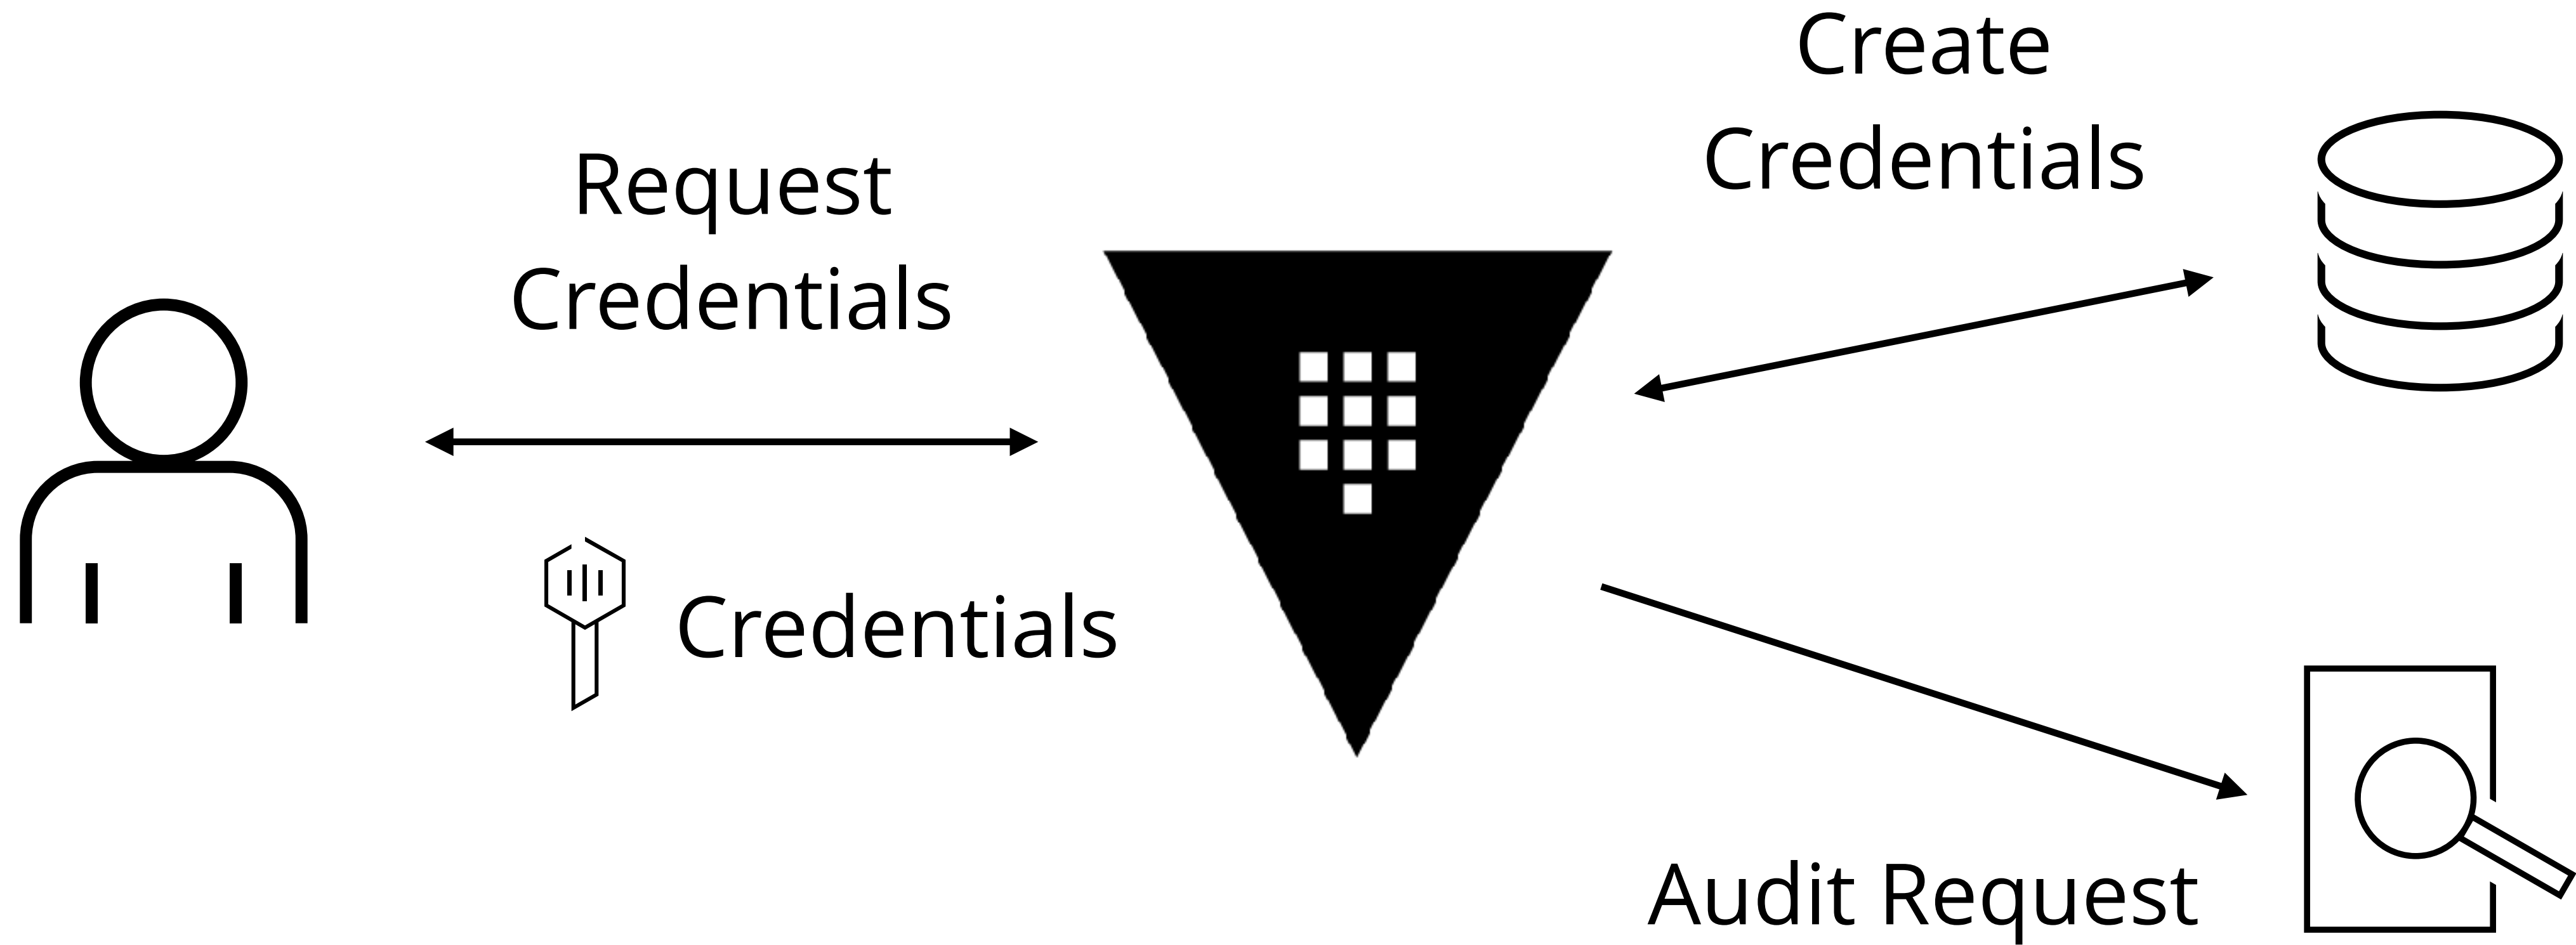 Request
Credentials
Credentials
Create
Credentials
Audit Request